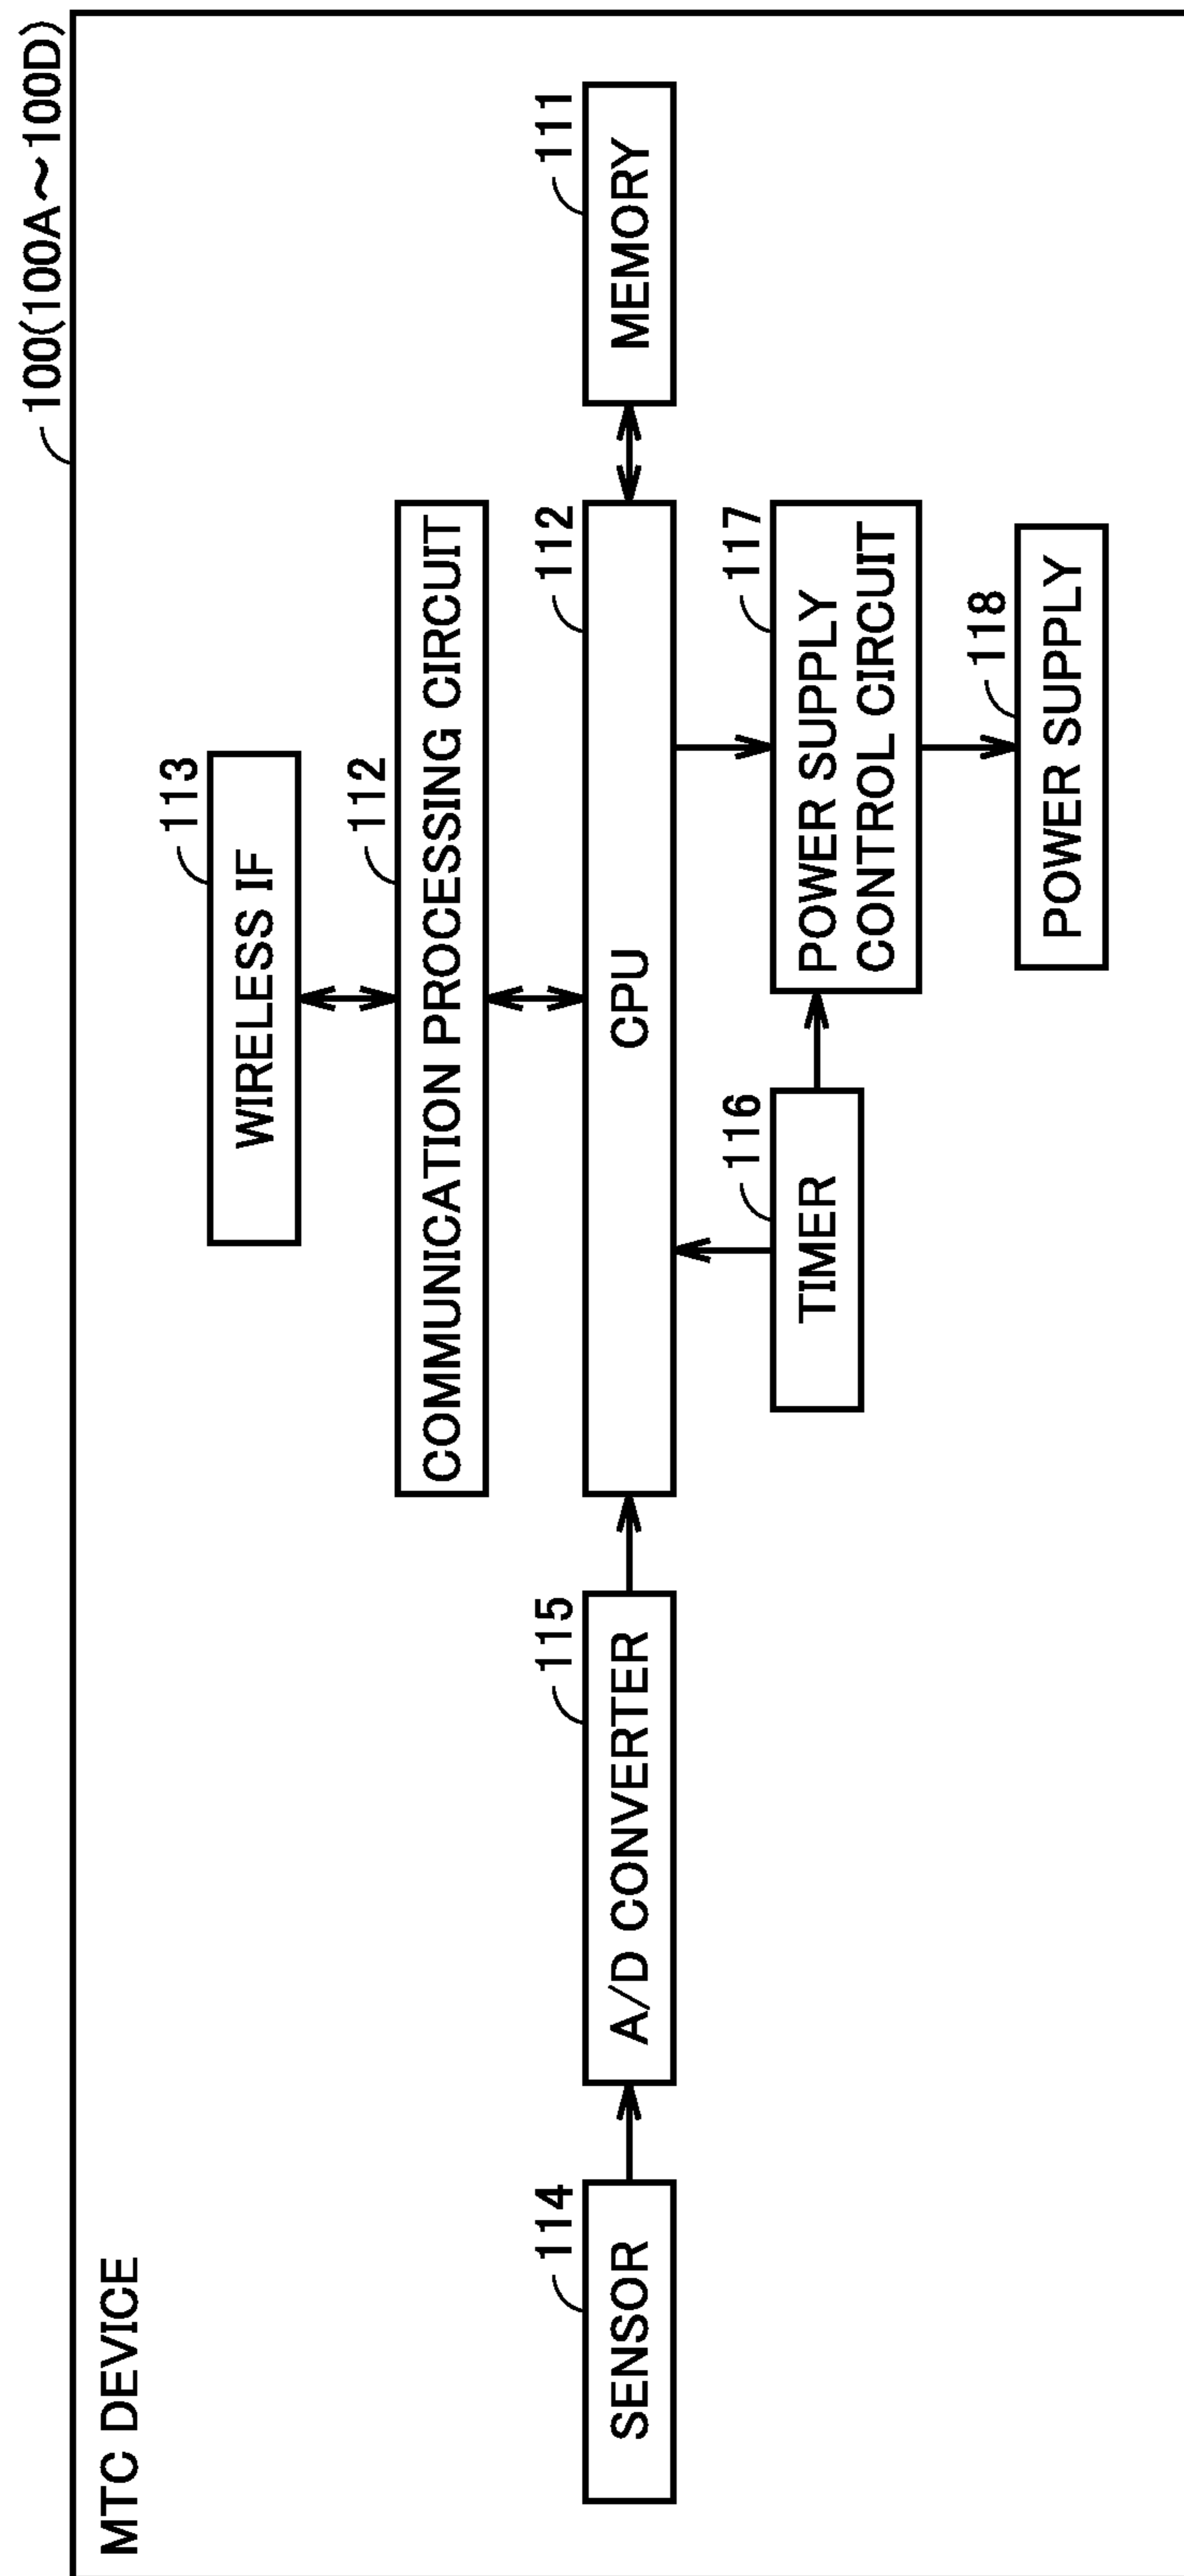 100(100A～100D)
MTC DEVICE
113
WIRELESS IF
112
COMMUNICATION PROCESSING CIRCUIT
114
SENSOR
115
A/D CONVERTER
112
CPU
111
MEMORY
116
TIMER
117
POWER SUPPLY
CONTROL CIRCUIT
118
POWER SUPPLY